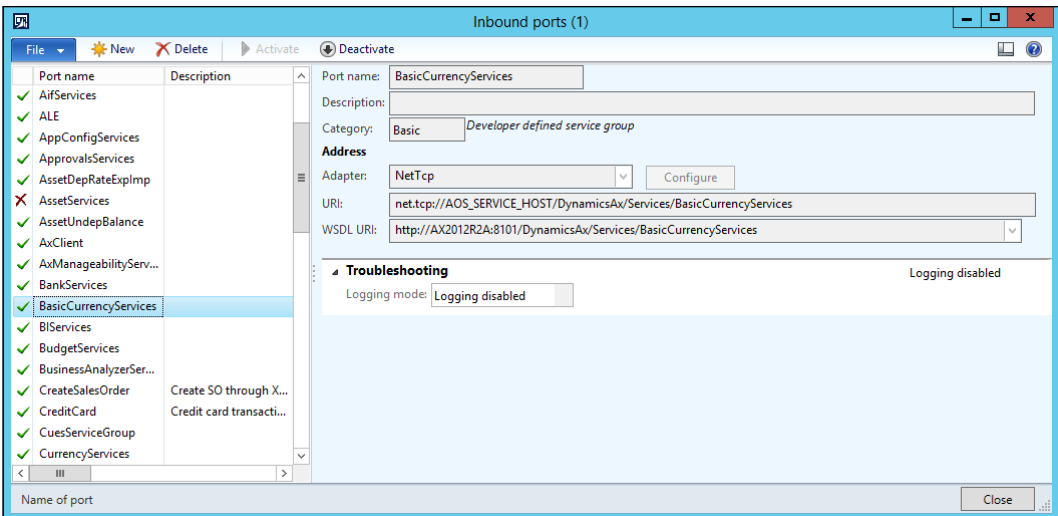 Inbound ports (1)
File New Delete Activate Deactivate
Port name Description
AifServices
ALE
AppConfigServices
ApprovalsServices
AssetDepRateExpImp
AssetServices
AssetUndepBalance
AxClient
AxManageabilityServ...
BankServices
BasicCurrencyServices
BIServices
BudgetServices
BusinessAnalyzerSer...
CreateSalesOrder Create SO through X...
CreditCard Credit card transacti...
CuesServiceGroup
CurrencyServices
Port name: BasicCurrencyServices
Description:
Category: Basic Developer defined service group
Address
Adapter: NetTcp Configure
URI: net.tcp://AOS_SERVICE_HOST/DynamicsAx/Services/BasicCurrencyServices
WSDL URI: http://AX2012R2A:8101/DynamicsAx/Services/BasicCurrencyServices
Troubleshooting Logging disabled
Logging mode: Logging disabled
Name of port Close